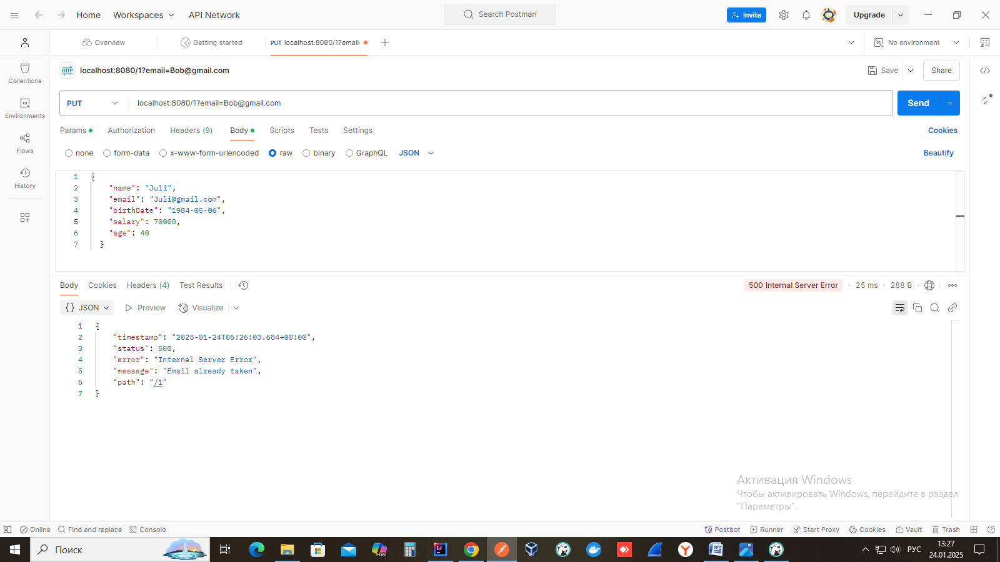 Home
Workspaces
API Network
Search Postman
Invite
Upgrade
Overview
Getting started
PUT localhost:8080/1?email
No environment
HTTP localhost:8080/1?email=Bob@gmail.com
Save
Share
PUT
localhost:8080/1?email=Bob@gmail.com
Send
Params
Authorization
Headers (9)
Body
Scripts
Tests
Settings
Cookies
none
form-data
x-www-form-urlencoded
raw
binary
GraphQL
JSON
Beautify
1 {
2 "name": "Juli",
3 "email": "Juli@gmail.com",
4 "birthDate": "1984-05-06",
5 "salary": 70000,
6 "age": 40
7 }
Collections
Environments
Flows
History
Body
Cookies
Headers (4)
Test Results
500 Internal Server Error
25 ms
288 B
{} JSON
Preview
Visualize
1 {
2 "timestamp": "2025-01-24T06:26:03.684+00:00",
3 "status": 500,
4 "error": "Internal Server Error",
5 "message": "Email already taken",
6 "path": "/1"
7 }
Активация Windows
Чтобы активировать Windows, перейдите в раздел
"Параметры".
Online
Find and replace
Console
Postbot
Runner
Start Proxy
Cookies
Vault
Trash
Поиск
M365
IJ
W
РУС
13:27
24.01.2025